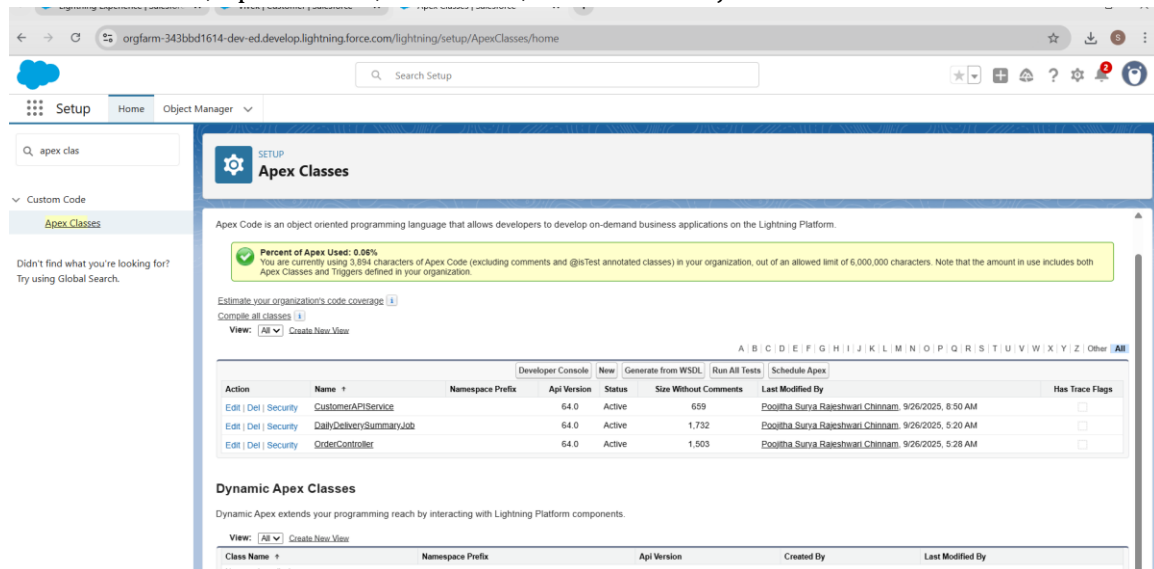 Lightning Experience | Salesfor
Vivek | Customer | Salesforce
Apex Classes | Salesforce
orgfarm-343bbd1614-dev-ed.develop.lightning.force.com/lightning/setup/ApexClasses/home
S
Search Setup
2
Setup Home Object Manager
apex clas
SETUP
Apex Classes
Custom Code
Apex Classes
Didn't find what you're looking for?
Try using Global Search.
Apex Code is an object oriented programming language that allows developers to develop on-demand business applications on the Lightning Platform.
Percent of Apex Used: 0.06%
You are currently using 3,894 characters of Apex Code (excluding comments and @isTest annotated classes) in your organization, out of an allowed limit of 6,000,000 characters. Note that the amount in use includes both
Apex Classes and Triggers defined in your organization.
Estimate your organization's code coverage i
Compile all classes i
View: All Create New View
A | B | C | D | E | F | G | H | I | J | K | L | M | N | O | P | Q | R | S | T | U | V | W | X | Y | Z | Other All
Developer Console New Generate from WSDL Run All Tests Schedule Apex
Action Name ↑ Namespace Prefix Api Version Status Size Without Comments Last Modified By Has Trace Flags
Edit | Del | Security CustomerAPIService 64.0 Active 659 Poojitha Surya Rajeshwari Chinnam, 9/26/2025, 8:50 AM
Edit | Del | Security DailyDeliverySummaryJob 64.0 Active 1,732 Poojitha Surya Rajeshwari Chinnam, 9/26/2025, 5:20 AM
Edit | Del | Security OrderController 64.0 Active 1,503 Poojitha Surya Rajeshwari Chinnam, 9/26/2025, 5:28 AM
Dynamic Apex Classes
Dynamic Apex extends your programming reach by interacting with Lightning Platform components.
View: All Create New View
Class Name ↑ Namespace Prefix Api Version Created By Last Modified By